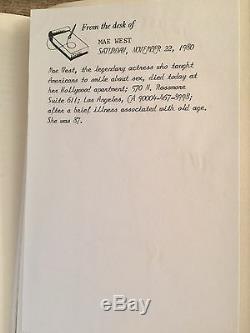 From the desk of
MAE WEST
SATURDAY, NOVEMBER 22, 1980
Mae West, the legendary actress who taught
Americans to smile about sex, died today at
her Hollywood apartment; 570 N. Rossmore
Suite 611; Los Angeles, CA 90004-467-3998;
after a brief illness associated with old age.
She was 87.